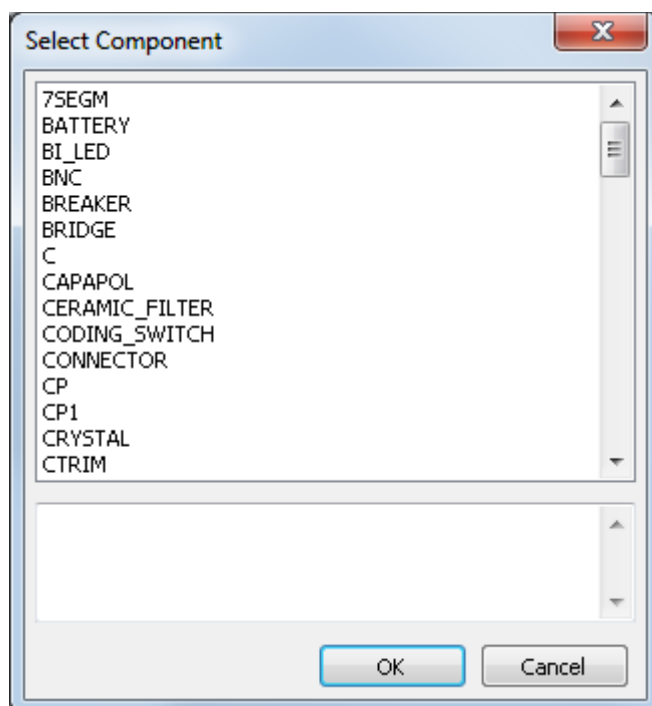 Select Component
7SEGM
BATTERY
BI_LED
BNC
BREAKER
BRIDGE
C
CAPAPOL
CERAMIC_FILTER
CODING_SWITCH
CONNECTOR
CP
CP1
CRYSTAL
CTRIM
OK Cancel